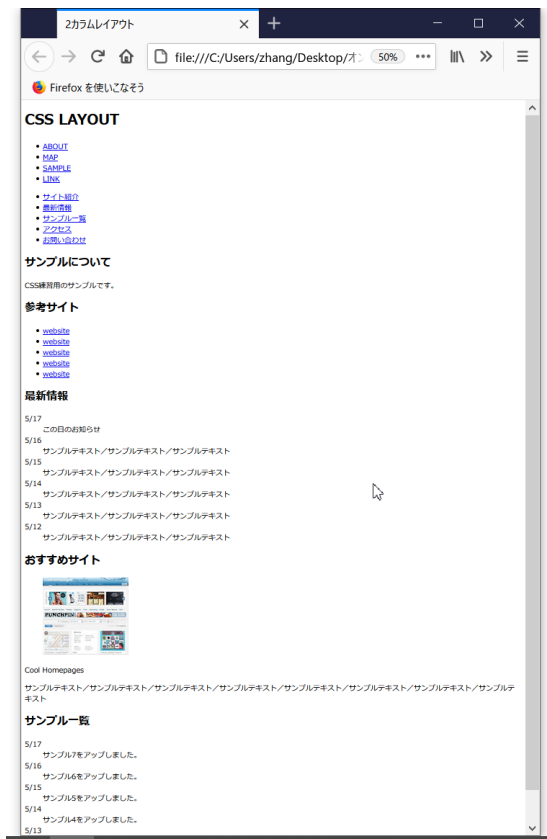 2カラムレイアウト
file:///C:/Users/zhang/Desktop/オ
50%
Firefox を使いこなそう
CSS LAYOUT
ABOUT
MAP
SAMPLE
LINK
サイト紹介
最新情報
サンプル一覧
アクセス
お問い合わせ
サンプルについて
CSS練習用のサンプルです。
参考サイト
website
website
website
website
website
最新情報
5/17
この日のお知らせ
5/16
サンプルテキスト／サンプルテキスト／サンプルテキスト
5/15
サンプルテキスト／サンプルテキスト／サンプルテキスト
5/14
サンプルテキスト／サンプルテキスト／サンプルテキスト
5/13
サンプルテキスト／サンプルテキスト／サンプルテキスト
5/12
サンプルテキスト／サンプルテキスト／サンプルテキスト
おすすめサイト
PUNCHFIN
Cool Homepages
サンプルテキスト／サンプルテキスト／サンプルテキスト／サンプルテキスト／サンプルテキスト／サンプルテキスト／サンプルテキスト／サンプルテ
キスト
サンプル一覧
5/17
サンプル7をアップしました。
5/16
サンプル6をアップしました。
5/15
サンプル5をアップしました。
5/14
サンプル4をアップしました。
5/13